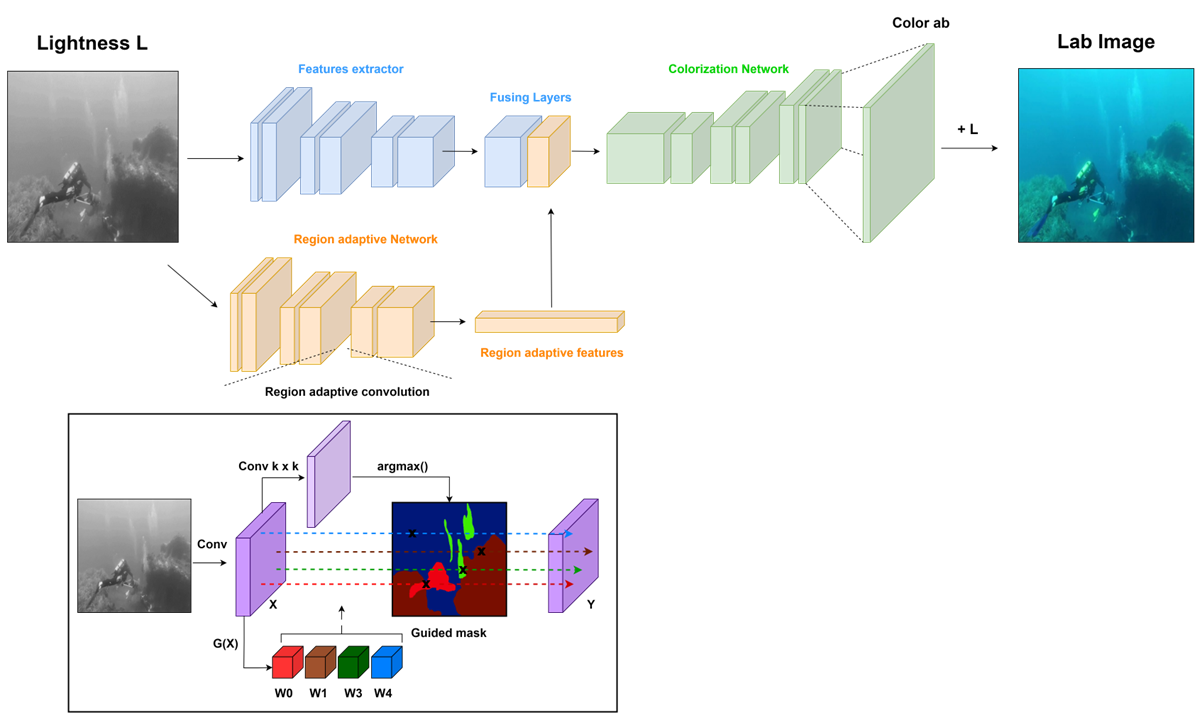 Color ab
Lightness L
Lab Image
Features extractor
Colorization Network
Fusing Layers
+ L
Region adaptive Network
Region adaptive features
Region adaptive convolution
Conv k x k
argmax()
Conv
X
Y
Guided mask
G(X)
W0
W1
W3
W4